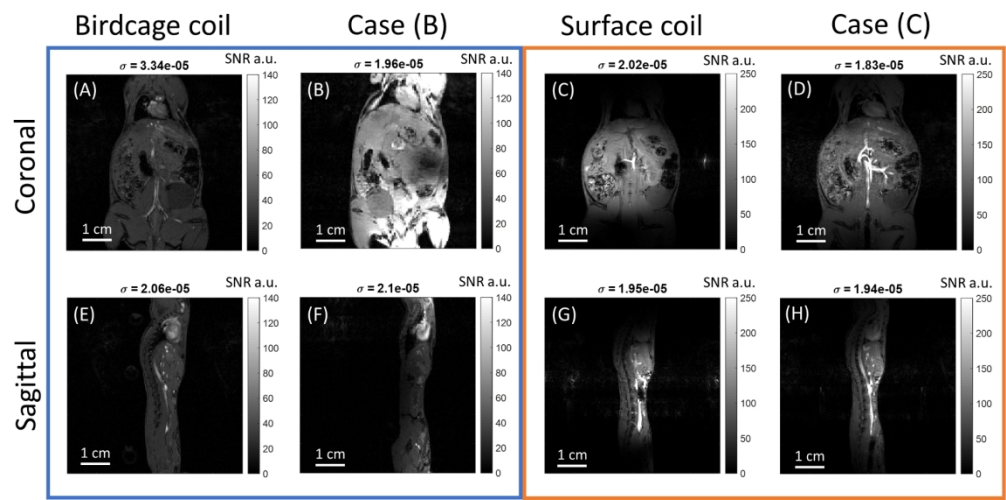 Birdcage coil Case (B) Surface coil Case (C)
Coronal
σ = 3.34e-05 SNR a.u. σ = 1.96e-05 SNR a.u. σ = 2.02e-05 SNR a.u. σ = 1.83e-05 SNR a.u.
(A) 140 (B) 140 (C) 250 (D) 250
120 120 200 200
100 100 150 150
80 80 100 100
60 60 50 50
40 40 0 0
20 20
0 0
1 cm 1 cm 1 cm 1 cm
Sagittal
σ = 2.06e-05 SNR a.u. σ = 2.1e-05 SNR a.u. σ = 1.95e-05 SNR a.u. σ = 1.94e-05 SNR a.u.
(E) 140 (F) 140 (G) 250 (H) 250
120 120 200 200
100 100 150 150
80 80 100 100
60 60 50 50
40 40 0 0
20 20
0 0
1 cm 1 cm 1 cm 1 cm